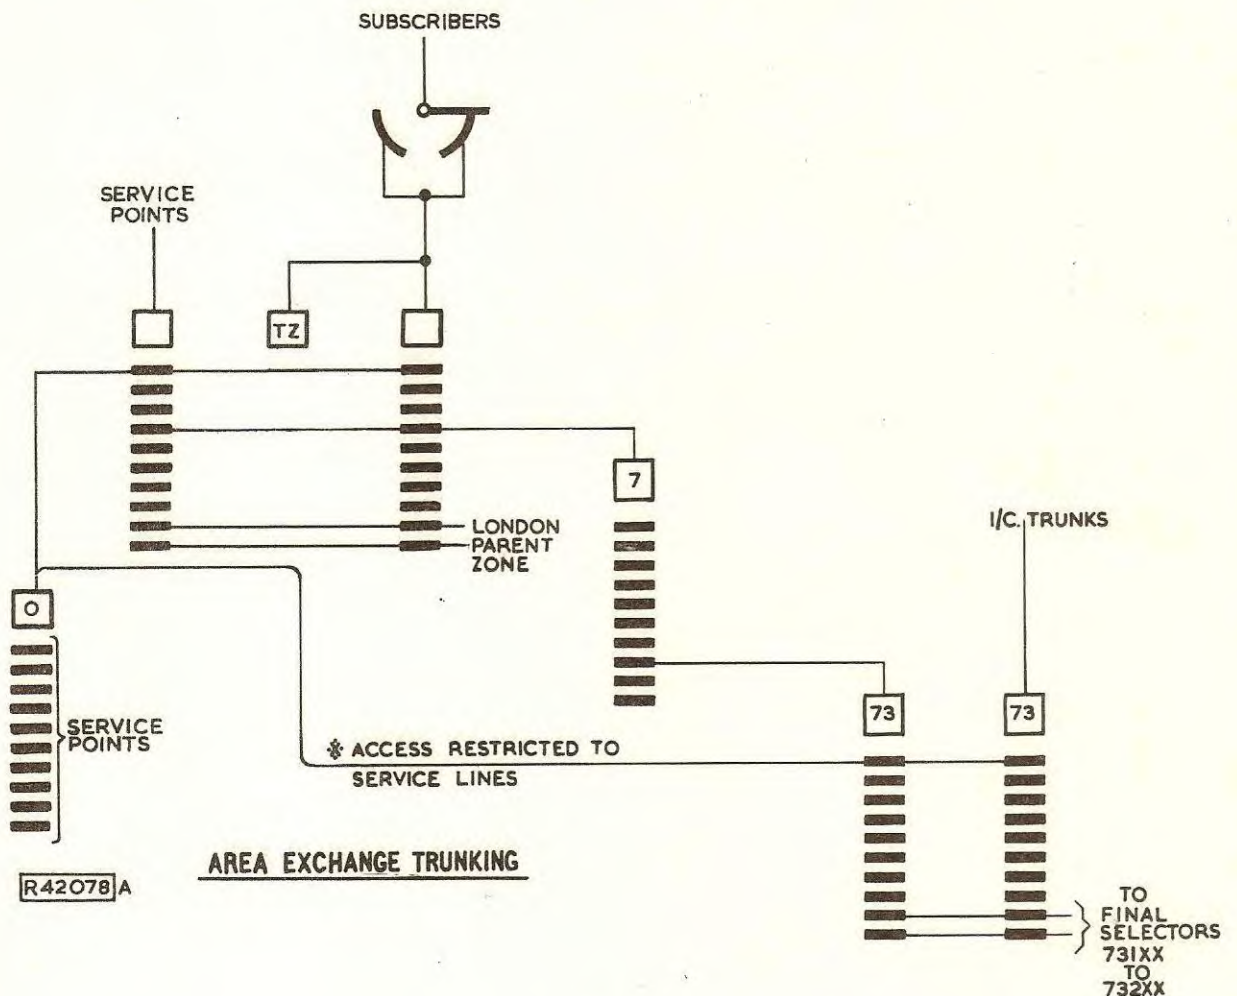 SUBSCRIBERS
SERVICE
POINTS
TZ
7
LONDON
PARENT
ZONE
I/C. TRUNKS
O
SERVICE
POINTS
73
73
※ ACCESS RESTRICTED TO
SERVICE LINES
AREA EXCHANGE TRUNKING
R42078 A
TO
FINAL
SELECTORS
731XX
TO
732XX